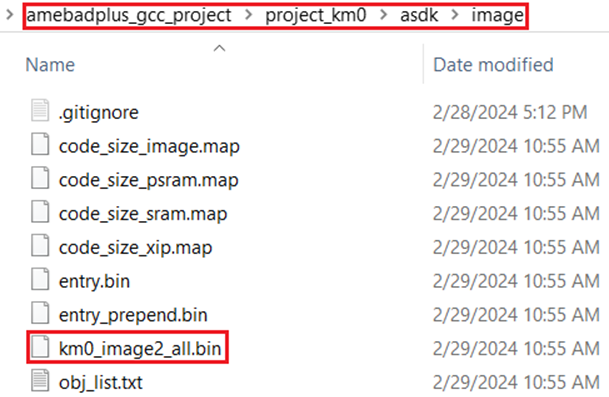 amebadplus_gcc_project > project_km0 > asdk > image
Name Date modified
.gitignore 2/28/2024 5:12 PM
code_size_image.map 2/29/2024 10:55 AM
code_size_psram.map 2/29/2024 10:55 AM
code_size_sram.map 2/29/2024 10:55 AM
code_size_xip.map 2/29/2024 10:55 AM
entry.bin 2/29/2024 10:55 AM
entry_prepend.bin 2/29/2024 10:55 AM
km0_image2_all.bin 2/29/2024 10:55 AM
obj_list.txt 2/29/2024 10:55 AM